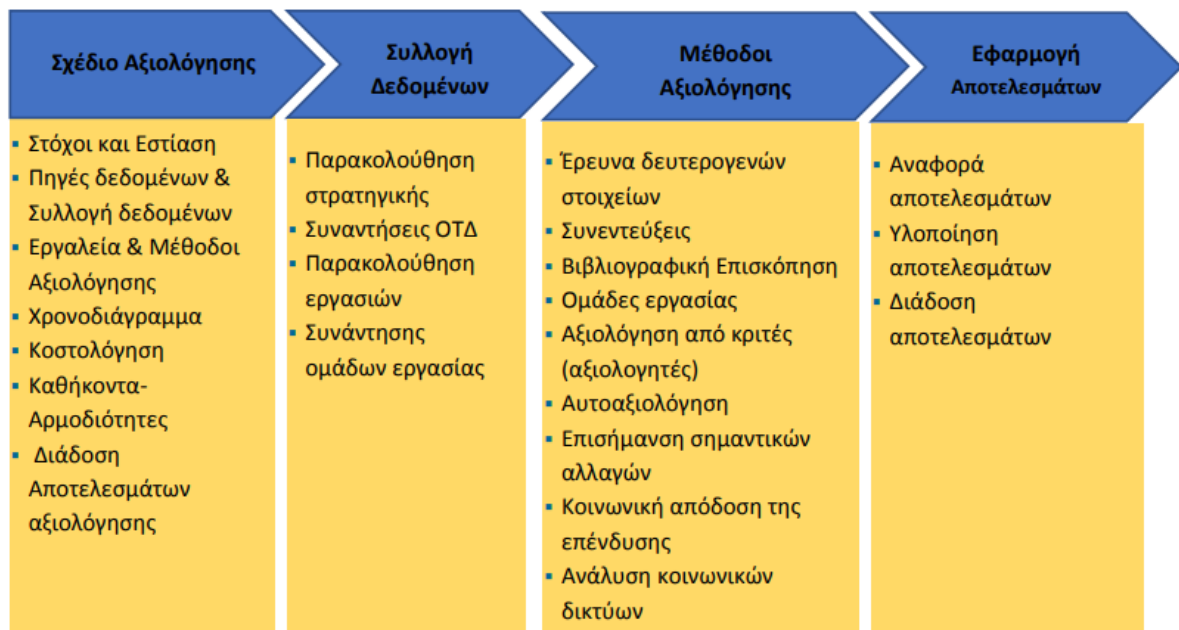 Σχέδιο Αξιολόγησης
▪ Στόχοι και Εστίαση
▪ Πηγές δεδομένων &
Συλλογή δεδομένων
▪ Εργαλεία & Μέθοδοι
Αξιολόγησης
▪ Χρονοδιάγραμμα
▪ Κοστολόγηση
▪ Καθήκοντα-
Αρμοδιότητες
▪ Διάδοση
Αποτελεσμάτων
αξιολόγησης
Συλλογή
Δεδομένων
▪ Παρακολούθηση
στρατηγικής
▪ Συναντήσεις ΟΤΔ
▪ Παρακολούθηση
εργασιών
▪ Συνάντησης
ομάδων εργασίας
Μέθοδοι
Αξιολόγησης
▪ Έρευνα δευτερογενών
στοιχείων
▪ Συνεντεύξεις
▪ Βιβλιογραφική Επισκόπηση
▪ Ομάδες εργασίας
▪ Αξιολόγηση από κριτές
(αξιολογητές)
▪ Αυτοαξιολόγηση
▪ Επισήμανση σημαντικών
αλλαγών
▪ Κοινωνική απόδοση της
επένδυσης
▪ Ανάλυση κοινωνικών
δικτύων
Εφαρμογή
Αποτελεσμάτων
▪ Αναφορά
αποτελεσμάτων
▪ Υλοποίηση
αποτελεσμάτων
▪ Διάδοση
αποτελεσμάτων